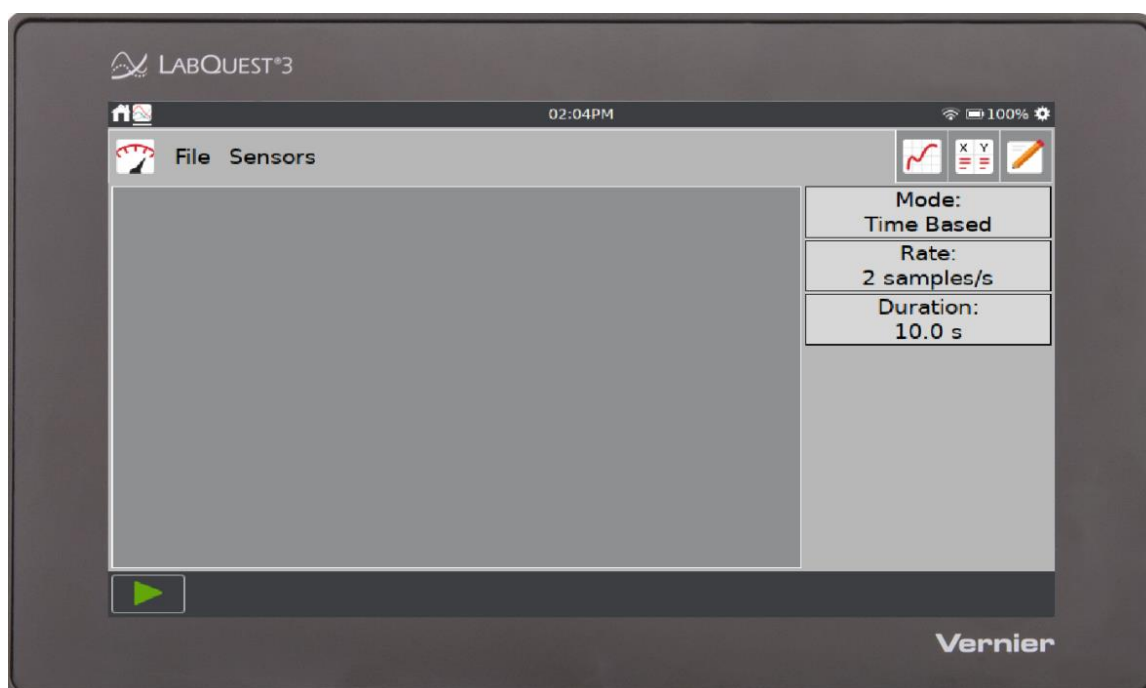 LABQUEST®3
02:04PM
100%
File Sensors
X Y
Mode:
Time Based
Rate:
2 samples/s
Duration:
10.0 s
Vernier